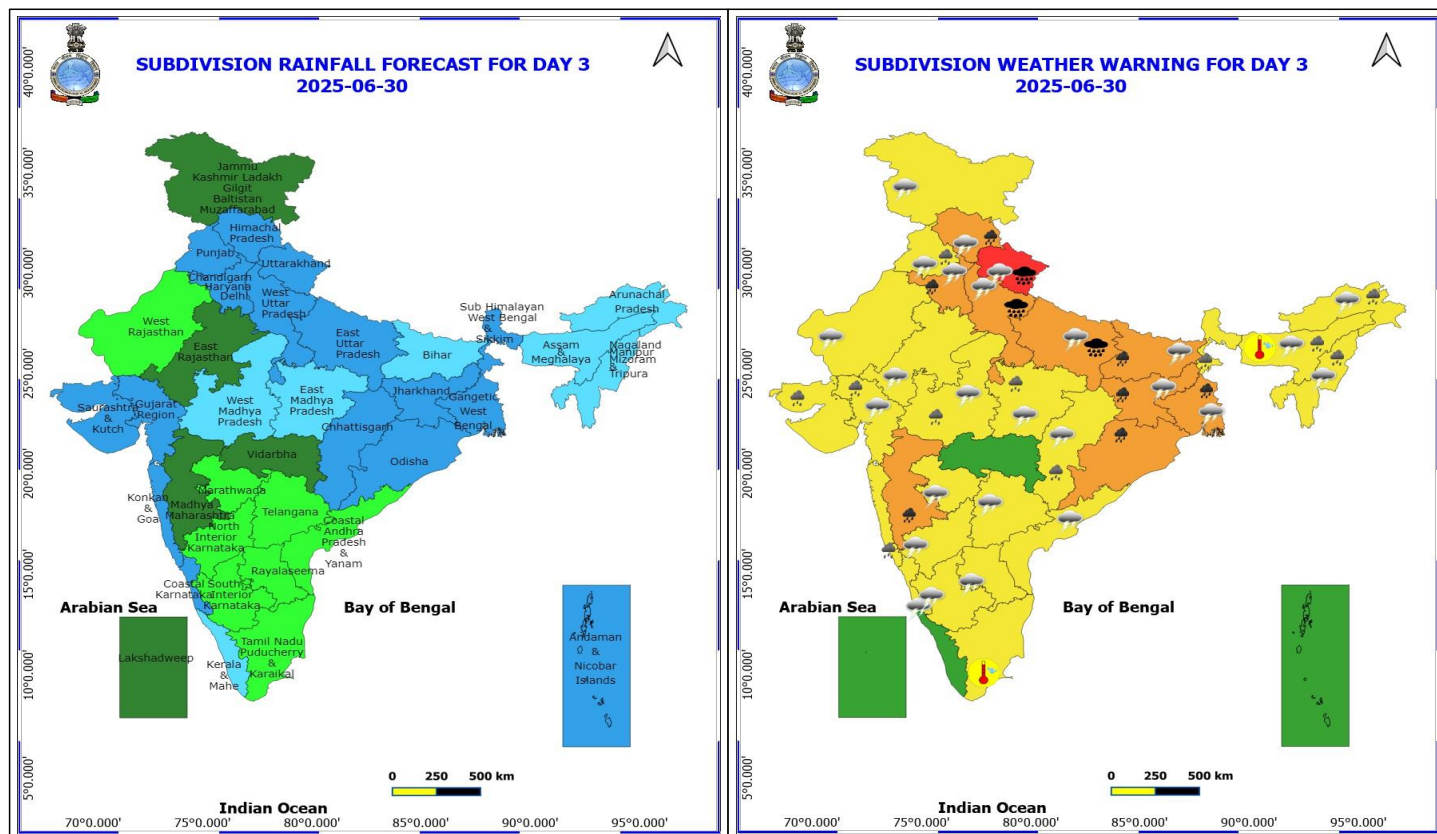 SUBDIVISION RAINFALL FORECAST FOR DAY 3
2025-06-30
40°0.000'
35°0.000'
30°0.000'
25°0.000'
20°0.000'
15°0.000'
10°0.000'
5°0.000'
Jammu
Kashmir Ladakh
Gilgit
Baltistan
Muzaffarabad
Himachal
Pradesh
Punjab
Uttarakhand
Chandigarh
Haryana
Delhi
West
Uttar
Pradesh
West
Rajasthan
East
Rajasthan
East
Uttar
Pradesh
Sub Himalayan
West Bengal
&
Sikkim
Arunachal
Pradesh
Assam
&
Meghalaya
Nagaland
Manipur
Mizoram
&
Tripura
Bihar
Saurashtra
&
Kutch
Gujarat
Region
West
Madhya
Pradesh
East
Madhya
Pradesh
Jharkhand
Gangetic
West
Bengal
Chhattisgarh
Odisha
Vidarbha
Konkan
&
Goa
Madhya
Maharashtra
Marathwada
North
Interior
Karnataka
Telangana
Coastal
Andhra
Pradesh
&
Yanam
Rayalaseema
Coastal
Karnataka
South
Interior
Karnataka
Arabian Sea
Bay of Bengal
Lakshadweep
Kerala
&
Mahe
Tamil Nadu
Puducherry
&
Karaikal
Andaman
&
Nicobar
Islands
0 250 500 km
Indian Ocean
70°0.000' 75°0.000' 80°0.000' 85°0.000' 90°0.000' 95°0.000'
SUBDIVISION WEATHER WARNING FOR DAY 3
2025-06-30
40°0.000'
35°0.000'
30°0.000'
25°0.000'
20°0.000'
15°0.000'
10°0.000'
5°0.000'
Arabian Sea
Bay of Bengal
0 250 500 km
Indian Ocean
70°0.000' 75°0.000' 80°0.000' 85°0.000' 90°0.000' 95°0.000'